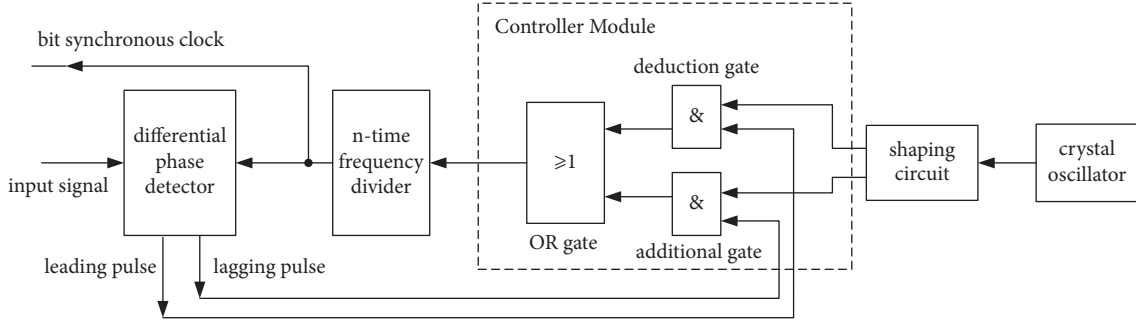 Controller Module
bit synchronous clock
deduction gate
&
differential
phase
detector
n-time
frequency
divider
⩾1
shaping
circuit
crystal
oscillator
input signal
&
OR gate
additional gate
leading pulse
lagging pulse